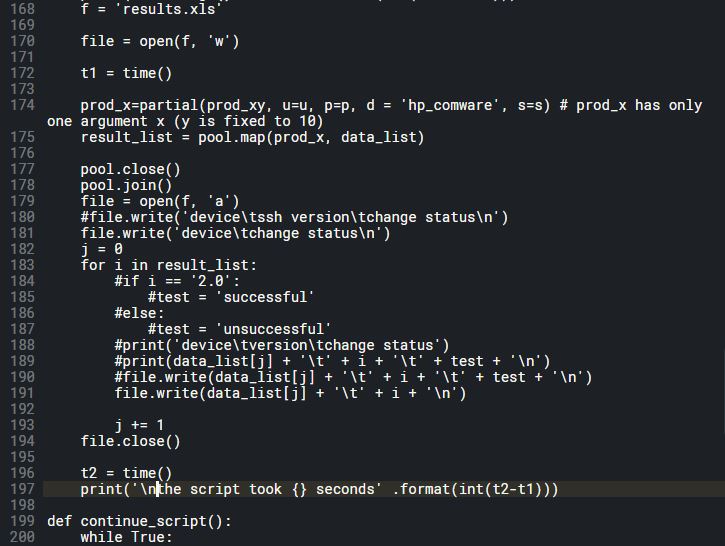 168     f = 'results.xls'
169
170     file = open(f, 'w')
171
172     t1 = time()
173
174     prod_x=partial(prod_xy, u=u, p=p, d = 'hp_comware', s=s) # prod_x has only
one argument x (y is fixed to 10)
175     result_list = pool.map(prod_x, data_list)
176
177     pool.close()
178     pool.join()
179     file = open(f, 'a')
180     #file.write('device\tssh version\tchange status\n')
181     file.write('device\tchange status\n')
182     j = 0
183     for i in result_list:
184         #if i == '2.0':
185             #test = 'successful'
186         #else:
187             #test = 'unsuccessful'
188         #print('device\tversion\tchange status')
189         #print(data_list[j] + '\t' + i + '\t' + test + '\n')
190         #file.write(data_list[j] + '\t' + i + '\t' + test + '\n')
191         file.write(data_list[j] + '\t' + i + '\n')
192
193         j += 1
194     file.close()
195
196     t2 = time()
197     print('\nthe script took {} seconds' .format(int(t2-t1)))
198
199 def continue_script():
200     while True: